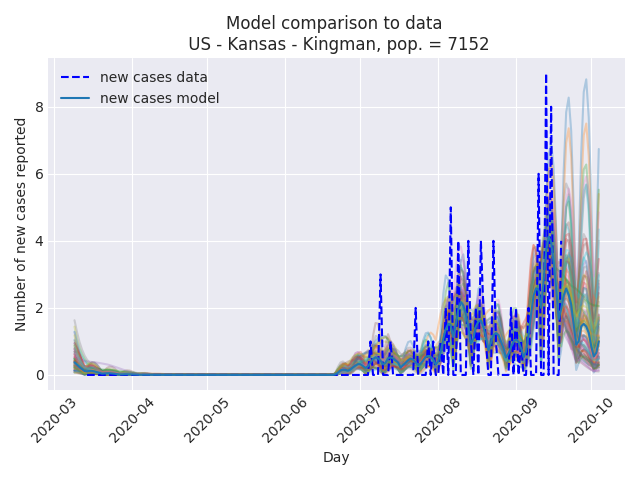 Model comparison to data
US - Kansas - Kingman, pop. = 7152
new cases data
new cases model
Number of new cases reported
8
6
4
2
0
2020-03
2020-04
2020-05
2020-06
2020-07
2020-08
2020-09
2020-10
Day